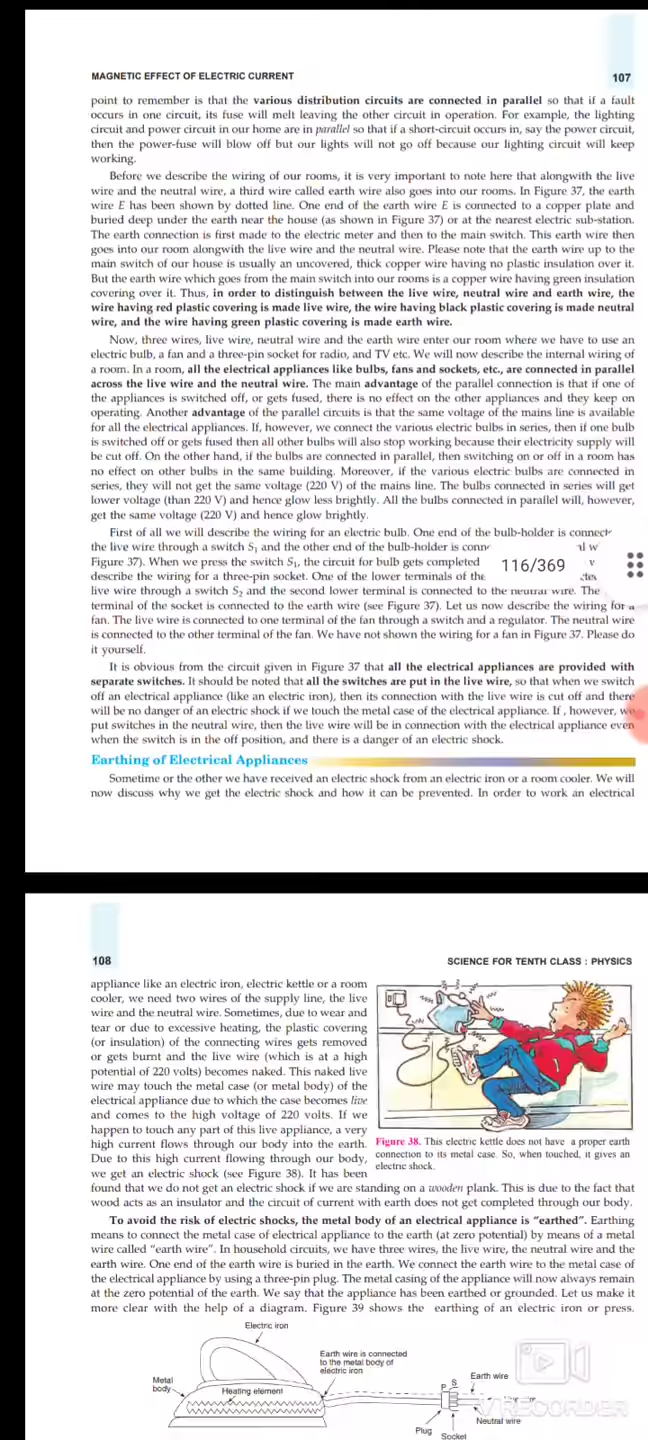 MAGNETIC EFFECT OF ELECTRIC CURRENT 107
point to remember is that the various distribution circuits are connected in parallel so that if a fault
occurs in one circuit, its fuse will melt leaving the other circuit in operation. For example, the lighting
circuit and power circuit in our home are in parallel so that if a short-circuit occurs in, say the power circuit,
then the power-fuse will blow off but our lights will not go off because our lighting circuit will keep
working.
Before we describe the wiring of our rooms, it is very important to note here that alongwith the live
wire and the neutral wire, a third wire called earth wire also goes into our rooms. In Figure 37, the earth
wire E has been shown by dotted line. One end of the earth wire E is connected to a copper plate and
buried deep under the earth near the house (as shown in Figure 37) or at the nearest electric sub-station.
The earth connection is first made to the electric meter and then to the main switch. This earth wire then
goes into our room alongwith the live wire and the neutral wire. Please note that the earth wire up to the
main switch of our house is usually an uncovered, thick copper wire having no plastic insulation over it.
But the earth wire which goes from the main switch into our rooms is a copper wire having green insulation
covering over it. Thus, in order to distinguish between the live wire, neutral wire and earth wire, the
wire having red plastic covering is made live wire, the wire having black plastic covering is made neutral
wire, and the wire having green plastic covering is made earth wire.
Now, three wires, live wire, neutral wire and the earth wire enter our room where we have to use an
electric bulb, a fan and a three-pin socket for radio, and TV etc. We will now describe the internal wiring of
a room. In a room, all the electrical appliances like bulbs, fans and sockets, etc., are connected in parallel
across the live wire and the neutral wire. The main advantage of the parallel connection is that if one of
the appliances is switched off, or gets fused, there is no effect on the other appliances and they keep on
operating. Another advantage of the parallel circuits is that the same voltage of the mains line is available
for all the electrical appliances. If, however, we connect the various electric bulbs in series, then if one bulb
is switched off or gets fused then all other bulbs will also stop working because their electricity supply will
be cut off. On the other hand, if the bulbs are connected in parallel, then switching on or off in a room has
no effect on other bulbs in the same building. Moreover, if the various electric bulbs are connected in
series, they will not get the same voltage (220 V) of the mains line. The bulbs connected in series will get
lower voltage (than 220 V) and hence glow less brightly. All the bulbs connected in parallel will, however,
get the same voltage (220 V) and hence glow brightly.
First of all we will describe the wiring for an electric bulb. One end of the bulb-holder is
the live wire through a switch S1 and the other end of the bulb-holder is
Figure 37). When we press the switch S1, the circuit for bulb gets completed
116/369
describe the wiring for a three-pin socket. One of the lower terminals of the
live wire through a switch S2 and the second lower terminal is connected to the neutral wire. The
terminal of the socket is connected to the earth wire (see Figure 37). Let us now describe the wiring for a
fan. The live wire is connected to one terminal of the fan through a switch and a regulator. The neutral wire
is connected to the other terminal of the fan. We have not shown the wiring for a fan in Figure 37. Please do
it yourself.
It is obvious from the circuit given in Figure 37 that all the electrical appliances are provided with
separate switches. It should be noted that all the switches are put in the live wire, so that when we switch
off an electrical appliance (like an electric iron), then its connection with the live wire is cut off and there
will be no danger of an electric shock if we touch the metal case of the electrical appliance. If , however, we
put switches in the neutral wire, then the live wire will be in connection with the electrical appliance even
when the switch is in the off position, and there is a danger of an electric shock.
Earthing of Electrical Appliances
Sometime or the other we have received an electric shock from an electric iron or a room cooler. We will
now discuss why we get the electric shock and how it can be prevented. In order to work an electrical
108 SCIENCE FOR TENTH CLASS : PHYSICS
appliance like an electric iron, electric kettle or a room
cooler, we need two wires of the supply line, the live
wire and the neutral wire. Sometimes, due to wear and
tear or due to excessive heating, the plastic covering
(or insulation) of the connecting wires gets removed
or gets burnt and the live wire (which is at a high
potential of 220 volts) becomes naked. This naked live
wire may touch the metal case (or metal body) of the
electrical appliance due to which the case becomes live
and comes to the high voltage of 220 volts. If we
happen to touch any part of this live appliance, a very
high current flows through our body into the earth.
Due to this high current flowing through our body,
we get an electric shock (see Figure 38). It has been
Figure 38. This electric kettle does not have a proper earth
connection to its metal case. So, when touched, it gives an
electric shock.
found that we do not get an electric shock if we are standing on a wooden plank. This is due to the fact that
wood acts as an insulator and the circuit of current with earth does not get completed through our body.
To avoid the risk of electric shocks, the metal body of an electrical appliance is “earthed”. Earthing
means to connect the metal case of electrical appliance to the earth (at zero potential) by means of a metal
wire called “earth wire”. In household circuits, we have three wires, the live wire, the neutral wire and the
earth wire. One end of the earth wire is buried in the earth. We connect the earth wire to the metal case of
the electrical appliance by using a three-pin plug. The metal casing of the appliance will now always remain
at the zero potential of the earth. We say that the appliance has been earthed or grounded. Let us make it
more clear with the help of a diagram. Figure 39 shows the earthing of an electric iron or press.
Electric iron
Earth wire is connected
to the metal body of
electric iron
Metal
body
Heating element
P S
Earth wire
Neutral wire
Plug
Socket
V RECORDER